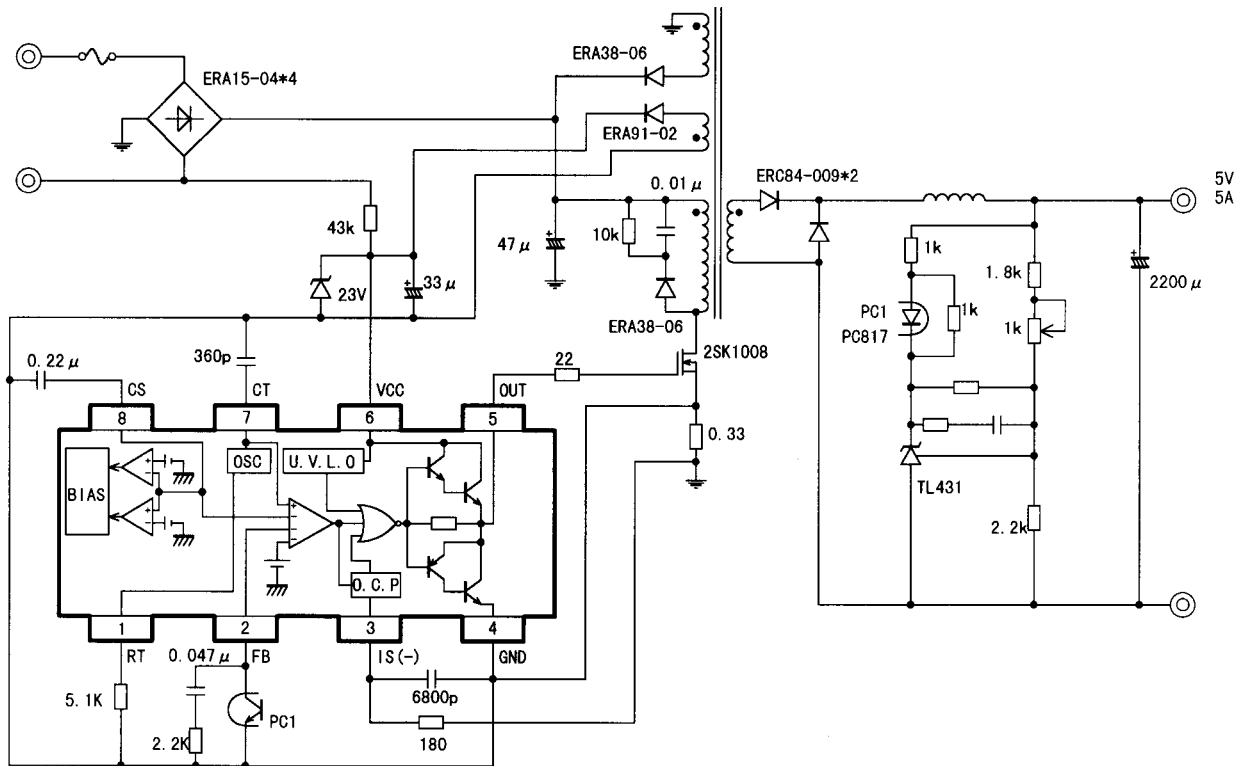 ERA38-06
ERA15-04*4
ERA91-02
ERC84-009*2
5V
5A
0.01μ
43k
10k
47μ
33μ
23V
1k
1.8k
2200μ
PC1
PC817
1k
1k
ERA38-06
360p
2SK1008
0.22μ
22
CS
CT
VCC
OUT
8
7
6
5
0.33
OSC
U.V.L.O
BIAS
TL431
+
−
+
−
+
−
−
2.2k
O.C.P
1
2
3
4
RT
FB
IS(-)
GND
0.047μ
6800p
5.1K
PC1
2.2K
180